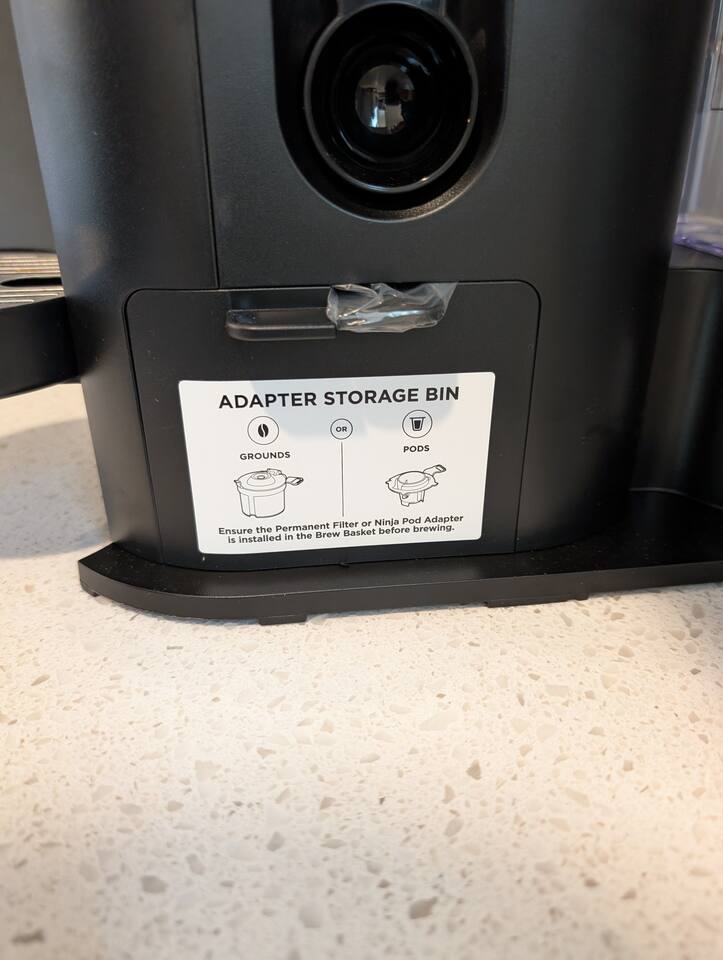 ADAPTER STORAGE BIN
OR
GROUNDS
PODS
Ensure the Permanent Filter or Ninja Pod Adapter
is installed in the Brew Basket before brewing.